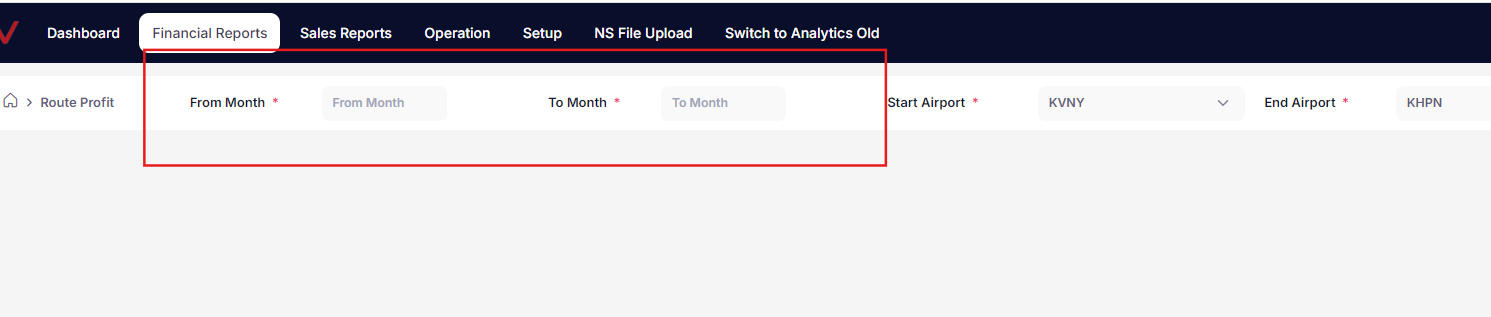 Dashboard Financial Reports Sales Reports Operation Setup NS File Upload Switch to Analytics Old
Route Profit From Month * From Month To Month * To Month Start Airport * KVNY End Airport * KHPN